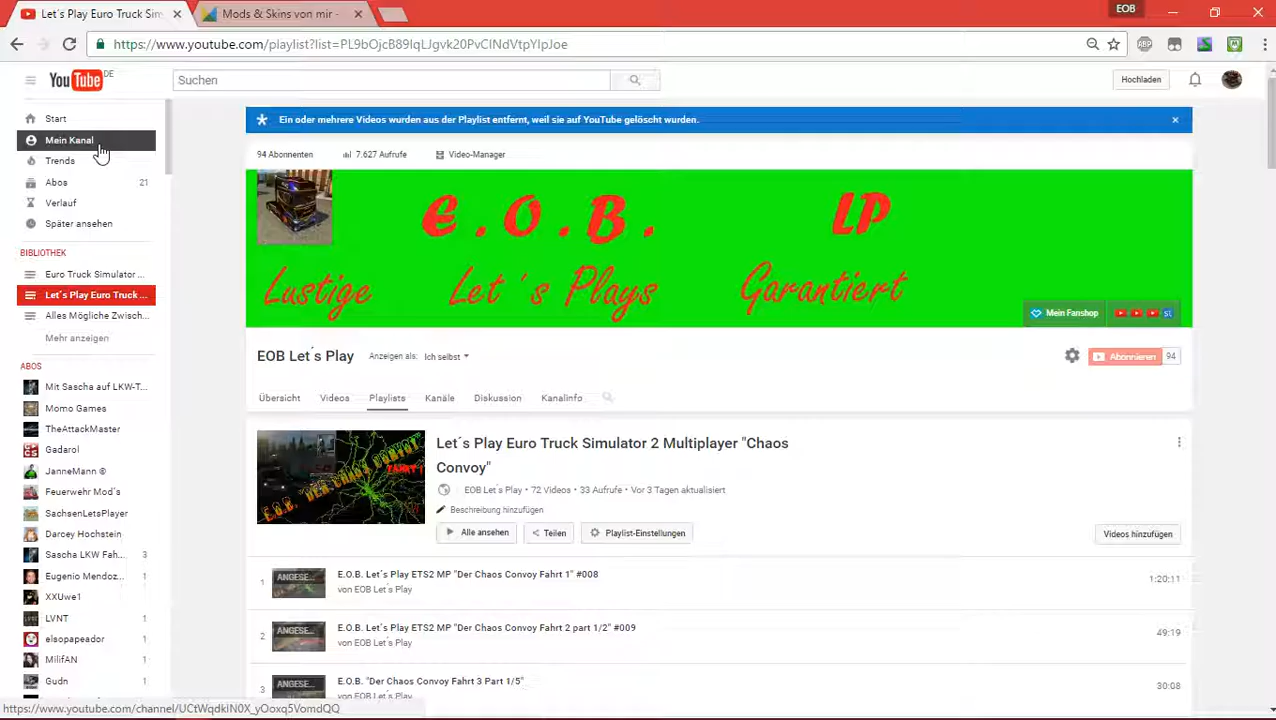 Let´s Play Euro Truck Sim
Mods & Skins von mir -
EOB
https://www.youtube.com/playlist?list=PL9bOjcB89IqLJgvk20PvCINdVtpYIpJoe
YouTube DE
Suchen
Hochladen
Start
Mein Kanal
Trends
Abos 21
Verlauf
Später ansehen
BIBLIOTHEK
Euro Truck Simulator ...
Let´s Play Euro Truck ...
Alles Mögliche Zwisch...
Mehr anzeigen
ABOS
Mit Sascha auf LKW-T...
Momo Games
TheAttackMaster
Gadarol
JanneMann ®
Feuerwehr Mod´s
SachsenLetsPlayer
Darcey Hochstein
Sascha LKW Fah... 3
Eugenio Mendoz... 1
XXUwe1 1
LVNT 1
elsopapeador 1
MilifAN 1
Gudn 1
Ein oder mehrere Videos wurden aus der Playlist entfernt, weil sie auf YouTube gelöscht wurden.
94 Abonnenten 7.627 Aufrufe Video-Manager
E.O.B. LP
Lustige Let´s Plays Garantiert
Mein Fanshop
EOB Let´s Play Anzeigen als: Ich selbst
Abonnieren 94
Übersicht Videos Playlists Kanäle Diskussion Kanalinfo
E.O.B. DER CHAOS CONVOY FAHRT 1
Let´s Play Euro Truck Simulator 2 Multiplayer "Chaos
Convoy"
EOB Let´s Play • 72 Videos • 33 Aufrufe • Vor 3 Tagen aktualisiert
Beschreibung hinzufügen
Alle ansehen Teilen Playlist-Einstellungen Videos hinzufügen
1 ANGESE... E.O.B. Let´s Play ETS2 MP "Der Chaos Convoy Fahrt 1" #008 1:20:11
von EOB Let´s Play
2 ANGESE... E.O.B. Let´s Play ETS2 MP "Der Chaos Convoy Fahrt 2 part 1/2" #009 49:19
von EOB Let´s Play
3 ANGESE... E.O.B. "Der Chaos Convoy Fahrt 3 Part 1/5" 30:08
von EOB Let´s Play
https://www.youtube.com/channel/UCtWqdkiN0X_yOoxq5VomdQQ